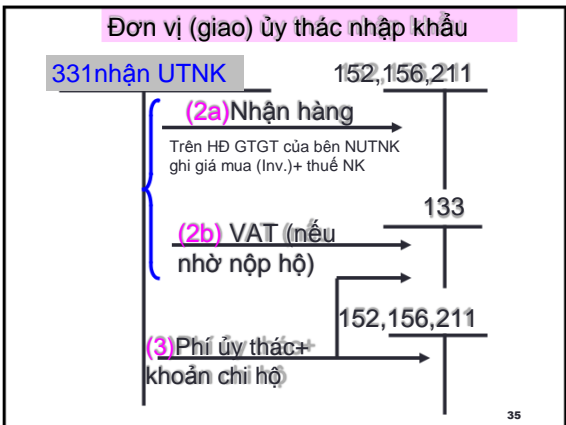 Đơn vị (giao) ủy thác nhập khẩu
331nhận UTNK
152,156,211
(2a)Nhận hàng
Trên HĐ GTGT của bên NUTNK
ghi giá mua (Inv.)+ thuế NK
133
(2b) VAT (nếu
nhờ nộp hộ)
152,156,211
(3)Phí ủy thác+
khoản chi hộ
35